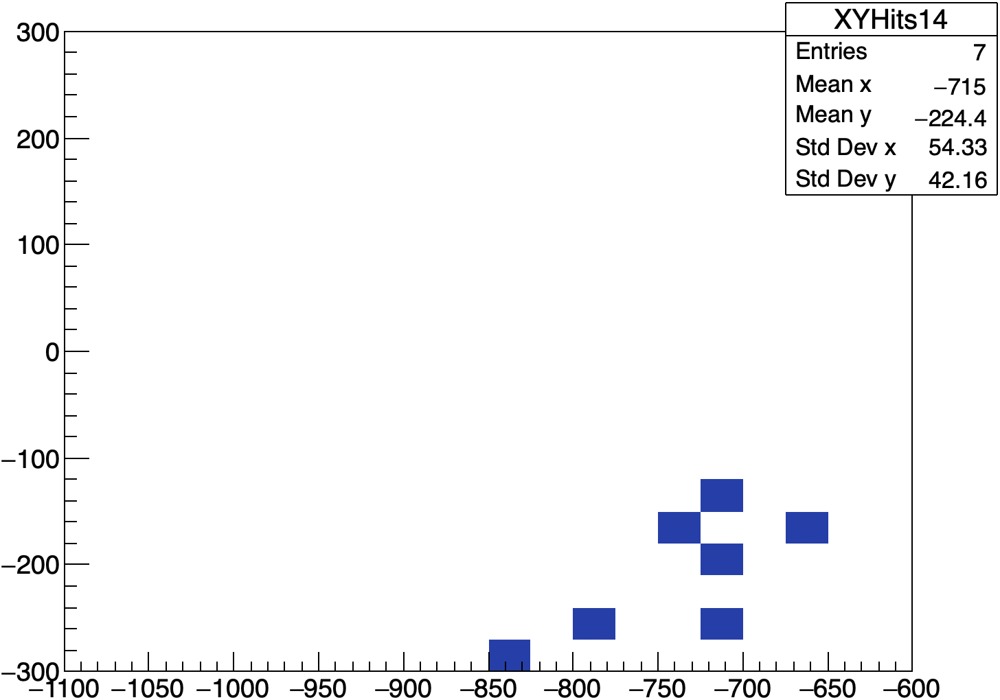 XYHits14
Entries 7
Mean x −715
Mean y −224.4
Std Dev x 54.33
Std Dev y 42.16
300
200
100
0
−100
−200
−300
−1100 −1050 −1000 −950 −900 −850 −800 −750 −700 −650 −600